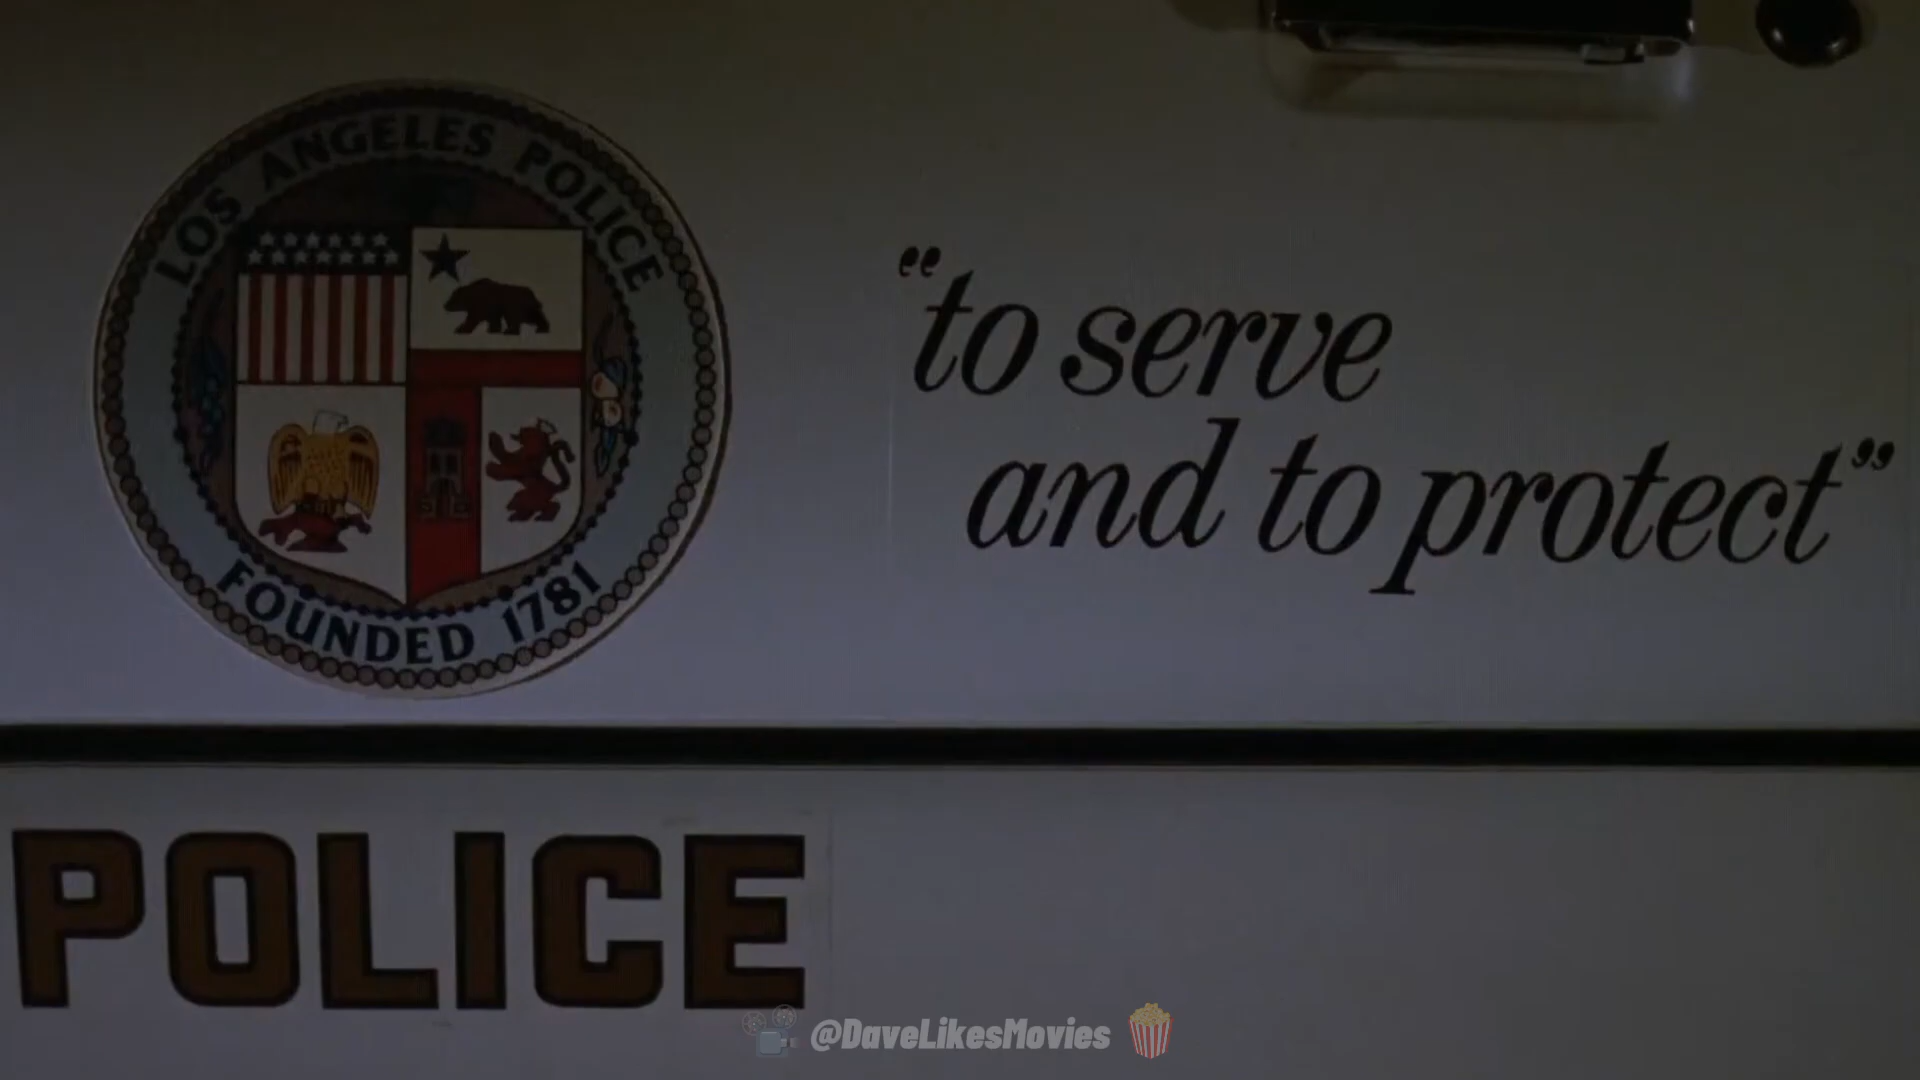 LOS ANGELES POLICE
FOUNDED 1781
“to serve
and to protect”
POLICE
@DaveLikesMovies